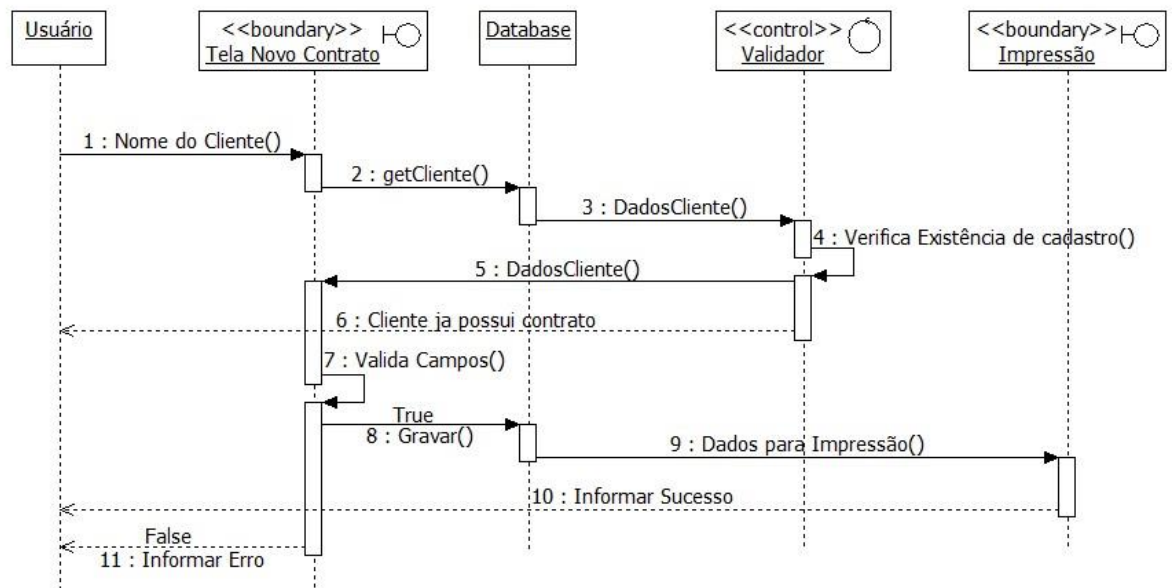 Usuário
<<boundary>>
Tela Novo Contrato
Database
<<control>>
Validador
<<boundary>>
Impressão
1 : Nome do Cliente()
2 : getCliente()
3 : DadosCliente()
4 : Verifica Existência de cadastro()
5 : DadosCliente()
6 : Cliente ja possui contrato
7 : Valida Campos()
True
8 : Gravar()
9 : Dados para Impressão()
10 : Informar Sucesso
False
11 : Informar Erro